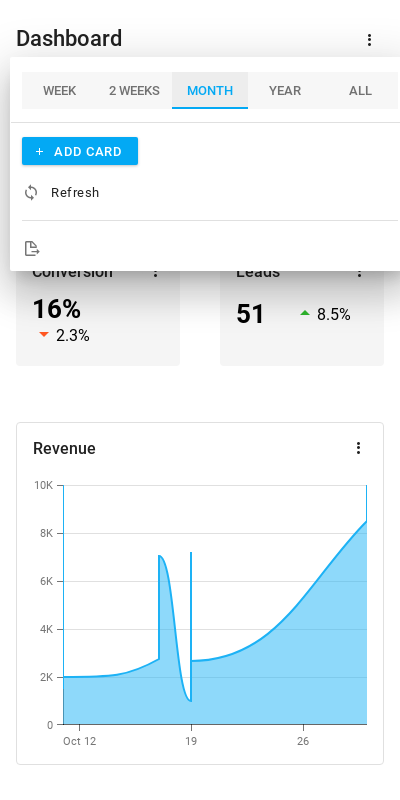 Dashboard
WEEK 2 WEEKS MONTH YEAR ALL
+ ADD CARD
Refresh
Conversion Leads
16% 51 8.5%
2.3%
Revenue
10K
8K
6K
4K
2K
0
Oct 12 19 26